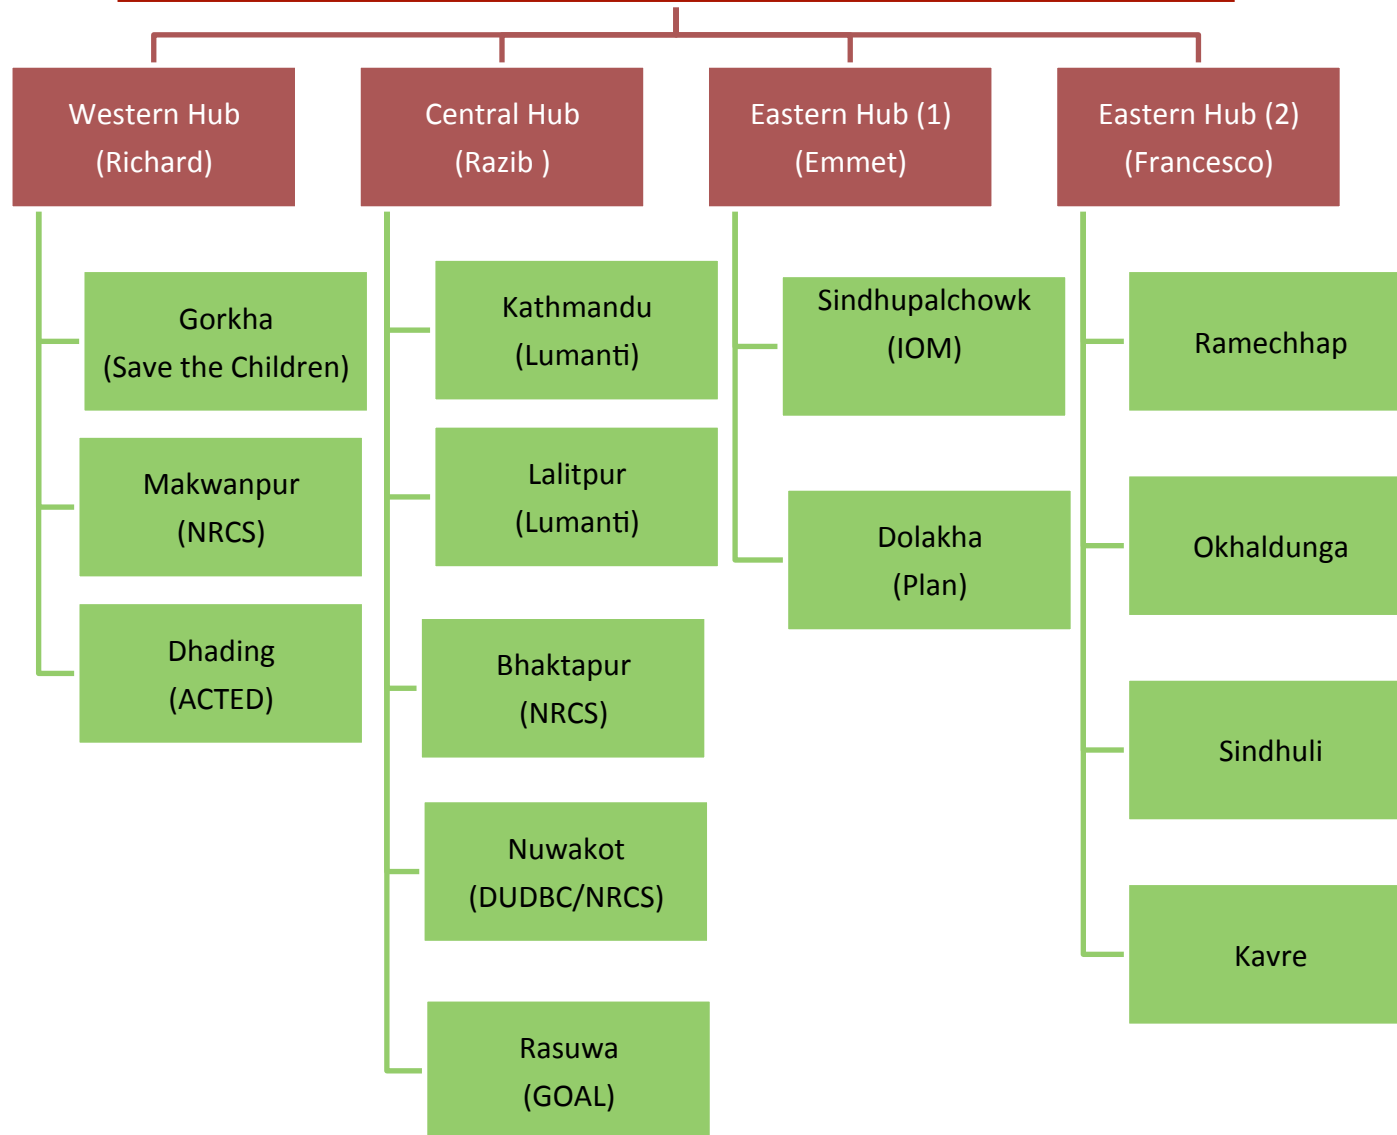 Western Hub
(Richard)
Central Hub
(Razib )
Eastern Hub (1)
(Emmet)
Eastern Hub (2)
(Francesco)
Gorkha
(Save the Children)
Makwanpur
(NRCS)
Dhading
(ACTED)
Kathmandu
(Lumanti)
Lalitpur
(Lumanti)
Bhaktapur
(NRCS)
Nuwakot
(DUDBC/NRCS)
Rasuwa
(GOAL)
Sindhupalchowk
(IOM)
Dolakha
(Plan)
Ramechhap
Okhaldunga
Sindhuli
Kavre